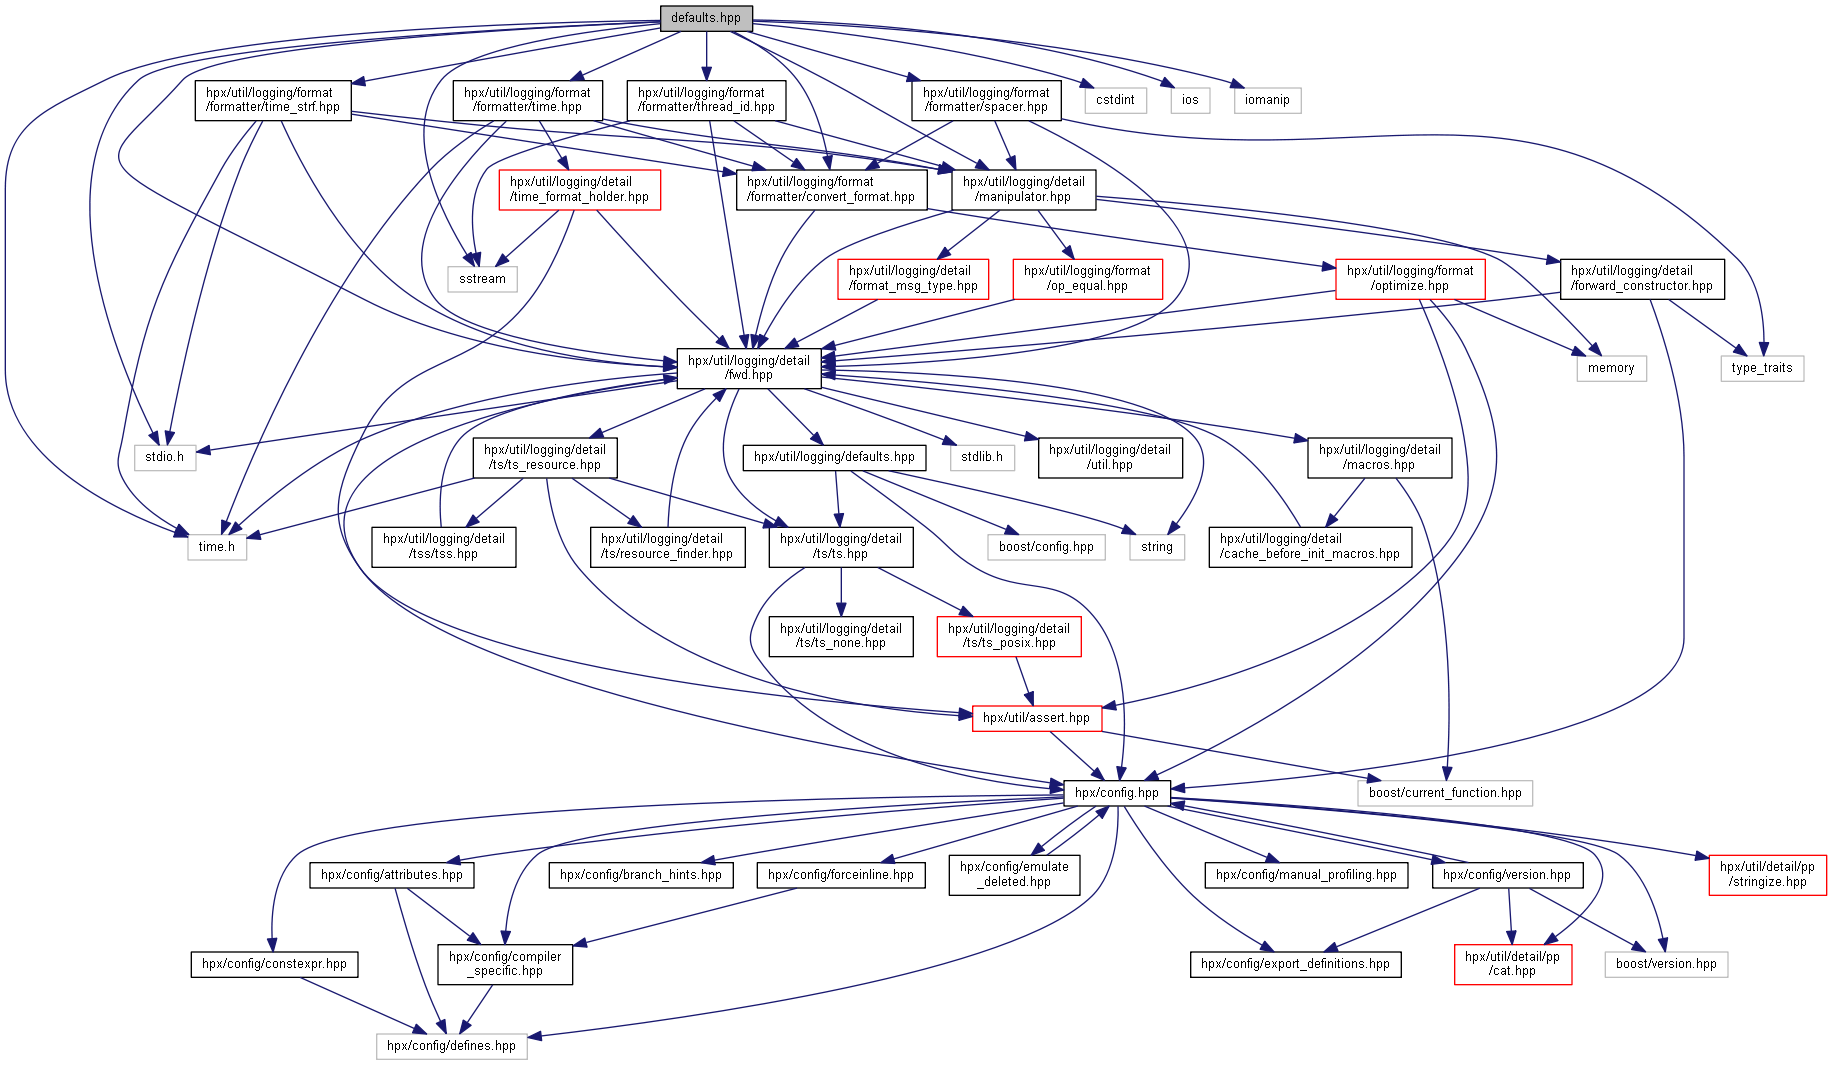 defaults.hpp
hpx/util/logging/format
/formatter/time_strf.hpp
hpx/util/logging/format
/formatter/time.hpp
hpx/util/logging/format
/formatter/thread_id.hpp
hpx/util/logging/format
/formatter/spacer.hpp
cstdint
ios
iomanip
hpx/util/logging/detail
/time_format_holder.hpp
hpx/util/logging/format
/formatter/convert_format.hpp
hpx/util/logging/detail
/manipulator.hpp
sstream
hpx/util/logging/detail
/format_msg_type.hpp
hpx/util/logging/format
/op_equal.hpp
hpx/util/logging/format
/optimize.hpp
hpx/util/logging/detail
/forward_constructor.hpp
hpx/util/logging/detail
/fwd.hpp
memory
type_traits
stdio.h
hpx/util/logging/detail
/ts/ts_resource.hpp
hpx/util/logging/defaults.hpp
stdlib.h
hpx/util/logging/detail
/util.hpp
hpx/util/logging/detail
/macros.hpp
time.h
hpx/util/logging/detail
/tss/tss.hpp
hpx/util/logging/detail
/ts/resource_finder.hpp
hpx/util/logging/detail
/ts/ts.hpp
boost/config.hpp
string
hpx/util/logging/detail
/cache_before_init_macros.hpp
hpx/util/logging/detail
/ts/ts_none.hpp
hpx/util/logging/detail
/ts/ts_posix.hpp
hpx/util/assert.hpp
hpx/config.hpp
boost/current_function.hpp
hpx/config/attributes.hpp
hpx/config/branch_hints.hpp
hpx/config/forceinline.hpp
hpx/config/emulate
_deleted.hpp
hpx/config/manual_profiling.hpp
hpx/config/version.hpp
hpx/util/detail/pp
/stringize.hpp
hpx/config/constexpr.hpp
hpx/config/compiler
_specific.hpp
hpx/config/export_definitions.hpp
hpx/util/detail/pp
/cat.hpp
boost/version.hpp
hpx/config/defines.hpp